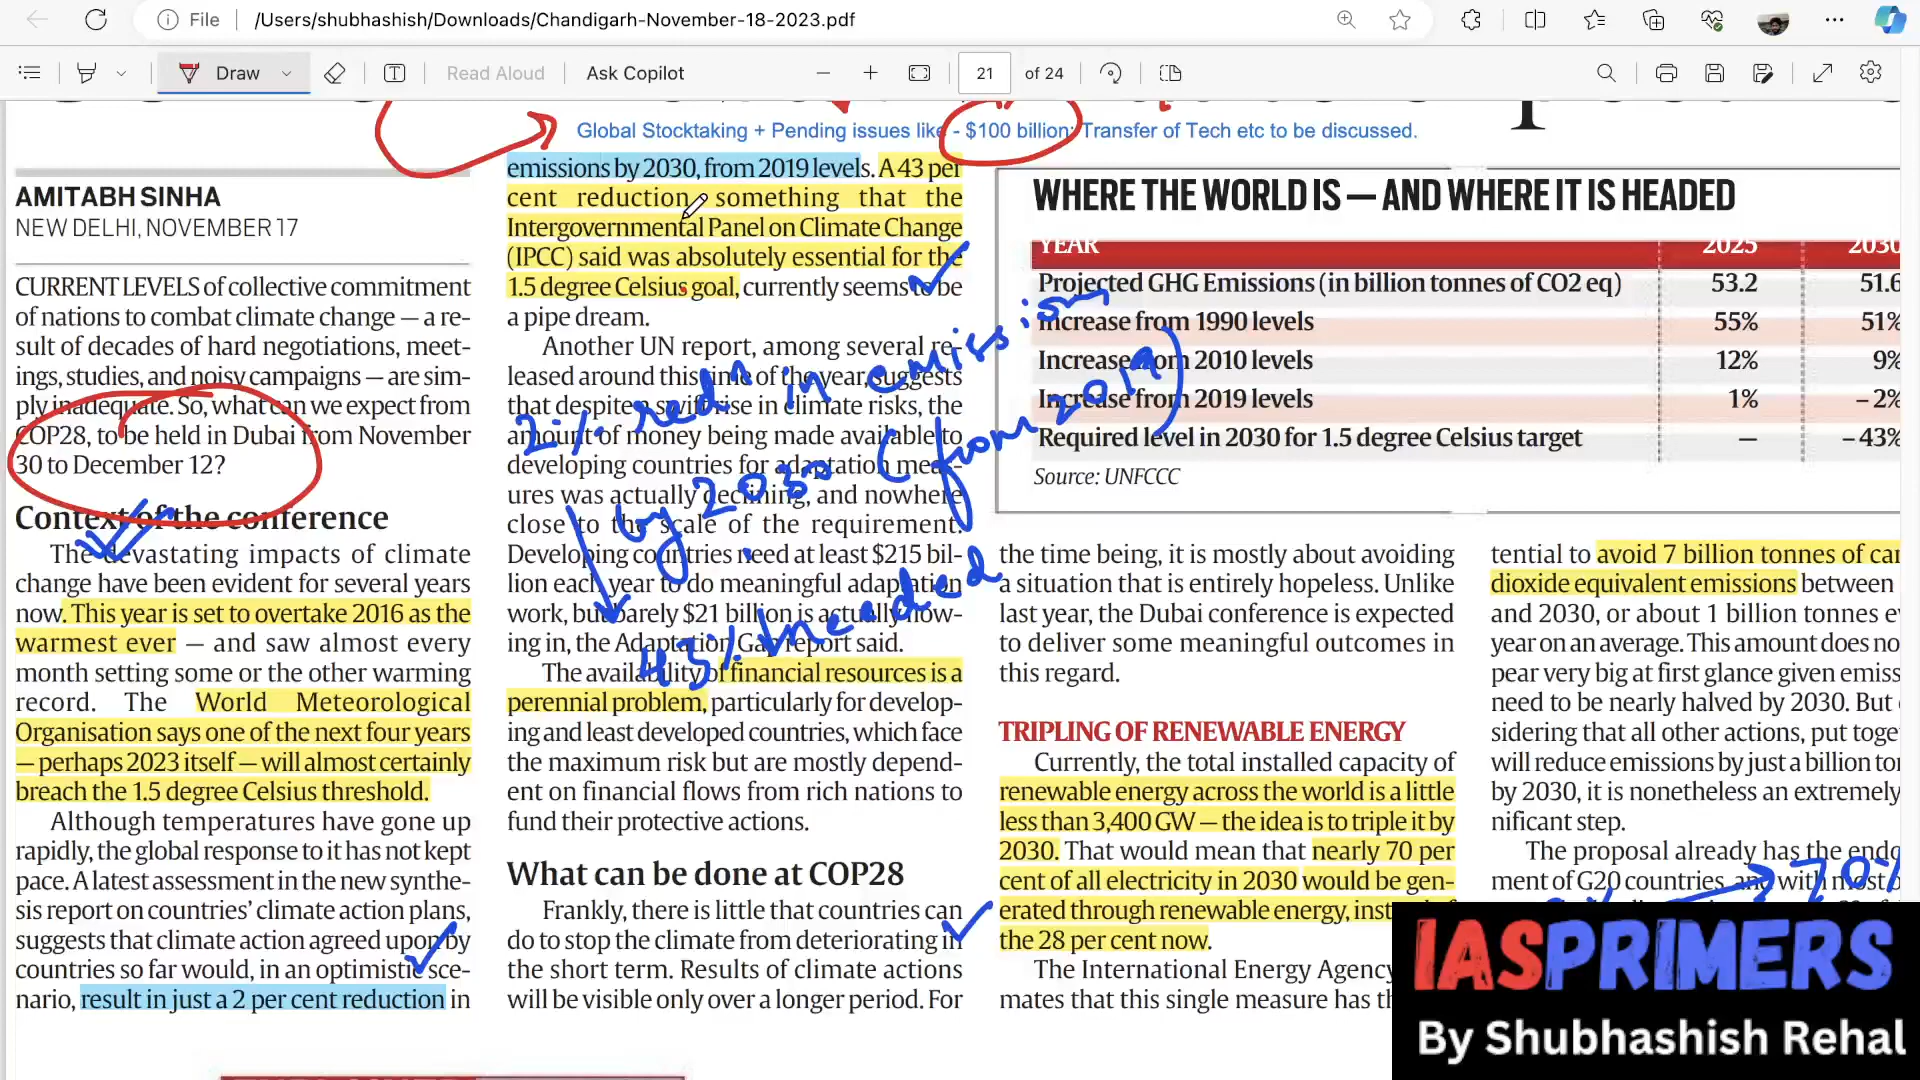 File
/Users/shubhashish/Downloads/Chandigarh-November-18-2023.pdf
Draw
Read Aloud
Ask Copilot
21
of 24
Global Stocktaking + Pending issues like - $100 billion; Transfer of Tech etc to be discussed.
AMITABH SINHA
NEW DELHI, NOVEMBER 17
CURRENT LEVELS of collective commitment
of nations to combat climate change — a re-
sult of decades of hard negotiations, meet-
ings, studies, and noisy campaigns — are sim-
ply inadequate. So, what can we expect from
COP28, to be held in Dubai from November
30 to December 12?
Context of the conference
The devastating impacts of climate
change have been evident for several years
now. This year is set to overtake 2016 as the
warmest ever — and saw almost every
month setting some or the other warming
record. The World Meteorological
Organisation says one of the next four years
— perhaps 2023 itself — will almost certainly
breach the 1.5 degree Celsius threshold.
Although temperatures have gone up
rapidly, the global response to it has not kept
pace. A latest assessment in the new synthe-
sis report on countries' climate action plans,
suggests that climate action agreed upon by
countries so far would, in an optimistic sce-
nario, result in just a 2 per cent reduction in
emissions by 2030, from 2019 levels. A 43 per
cent reduction, something that the
Intergovernmental Panel on Climate Change
(IPCC) said was absolutely essential for the
1.5 degree Celsius goal, currently seems to be
a pipe dream.
Another UN report, among several re-
leased around this time of the year, suggests
that despite a swift rise in climate risks, the
amount of money being made available to
developing countries for adaptation meas-
ures was actually declining, and nowhere
close to the scale of the requirement.
Developing countries need at least $215 bil-
lion each year to do meaningful adaptation
work, but barely $21 billion is actually flow-
ing in, the Adaptation Gap report said.
The availability of financial resources is a
perennial problem, particularly for develop-
ing and least developed countries, which face
the maximum risk but are mostly depend-
ent on financial flows from rich nations to
fund their protective actions.
What can be done at COP28
Frankly, there is little that countries can
do to stop the climate from deteriorating in
the short term. Results of climate actions
will be visible only over a longer period. For
2% redn in emission
by 2030 (from 2019)
43% needed
WHERE THE WORLD IS — AND WHERE IT IS HEADED
YEAR 2025 2030
Projected GHG Emissions (in billion tonnes of CO2 eq) 53.2 51.6
Increase from 1990 levels 55% 51%
Increase from 2010 levels 12% 9%
Increase from 2019 levels 1% –2%
Required level in 2030 for 1.5 degree Celsius target — –43%
Source: UNFCCC
the time being, it is mostly about avoiding
a situation that is entirely hopeless. Unlike
last year, the Dubai conference is expected
to deliver some meaningful outcomes in
this regard.
TRIPLING OF RENEWABLE ENERGY
Currently, the total installed capacity of
renewable energy across the world is a little
less than 3,400 GW — the idea is to triple it by
2030. That would mean that nearly 70 per
cent of all electricity in 2030 would be gen-
erated through renewable energy, instead of
the 28 per cent now.
The International Energy Agency
mates that this single measure has th
tential to avoid 7 billion tonnes of car
dioxide equivalent emissions between
and 2030, or about 1 billion tonnes ev
year on an average. This amount does no
pear very big at first glance given emiss
need to be nearly halved by 2030. But
sidering that all other actions, put toge
will reduce emissions by just a billion tor
by 2030, it is nonetheless an extremely
nificant step.
The proposal already has the endo
ment of G20 countries, and with most o
70%
IASPRIMERS
By Shubhashish Rehal